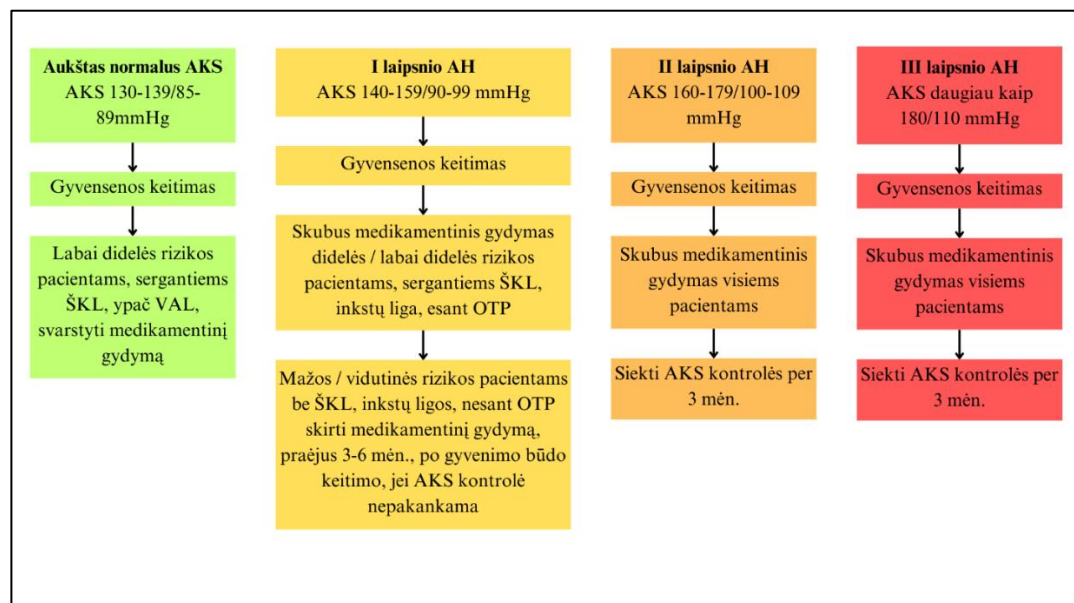 Aukštas normalus AKS
AKS 130-139/85-
89mmHg
Gyvensenos keitimas
Labai didelės rizikos
pacientams, sergantiems
ŠKL, ypač VAL,
svarstyti medikamentinį
gydymą
I laipsnio AH
AKS 140-159/90-99 mmHg
Gyvensenos keitimas
Skubus medikamentinis gydymas
didelės / labai didelės rizikos
pacientams, sergantiems ŠKL,
inkstų liga, esant OTP
Mažos / vidutinės rizikos pacientams
be ŠKL, inkstų ligos, nesant OTP
skirti medikamentinį gydymą,
praėjus 3-6 mėn., po gyvenimo būdo
keitimo, jei AKS kontrolė
nepakankama
II laipsnio AH
AKS 160-179/100-109
mmHg
Gyvensenos keitimas
Skubus medikamentinis
gydymas visiems
pacientams
Siekti AKS kontrolės per
3 mėn.
III laipsnio AH
AKS daugiau kaip
180/110 mmHg
Gyvensenos keitimas
Skubus medikamentinis
gydymas visiems
pacientams
Siekti AKS kontrolės per
3 mėn.